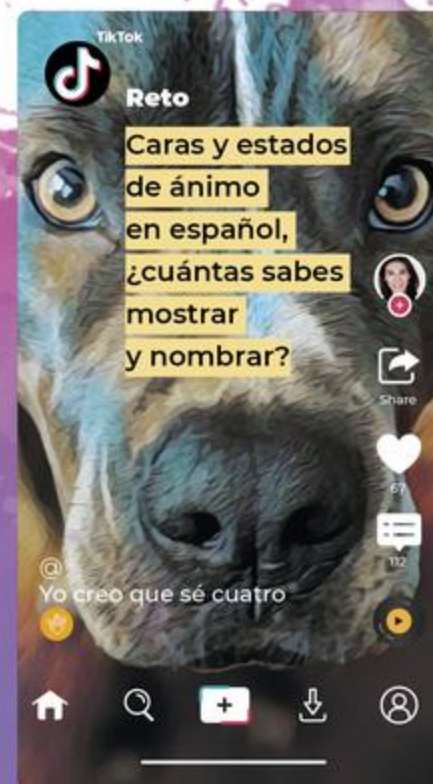 TikTok
Reto
Caras y estados
de ánimo
en español,
¿cuántas sabes
mostrar
y nombrar?
Share
67
112
@
Yo creo que sé cuatro